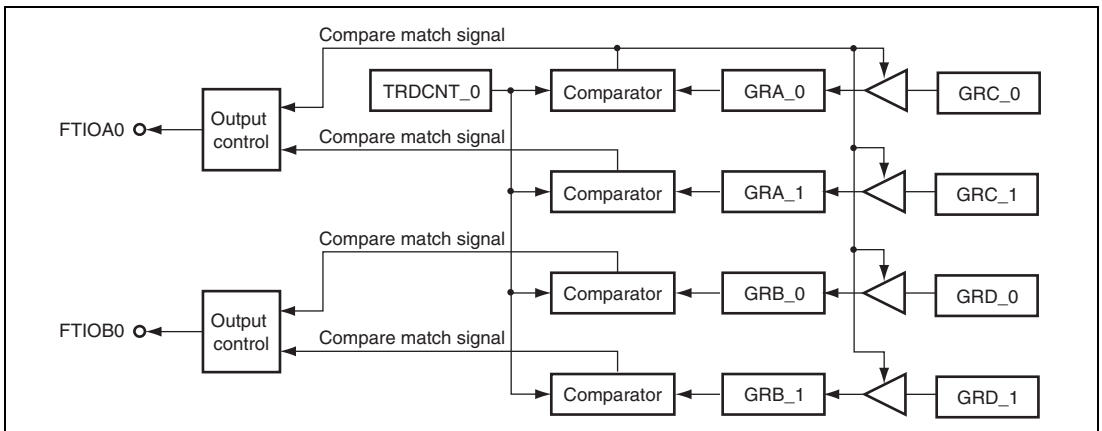 Compare match signal
TRDCNT_0
Comparator
GRA_0
GRC_0
FTIOA0
Output
control
Compare match signal
Comparator
GRA_1
GRC_1
Compare match signal
Comparator
GRB_0
GRD_0
FTIOB0
Output
control
Compare match signal
Comparator
GRB_1
GRD_1